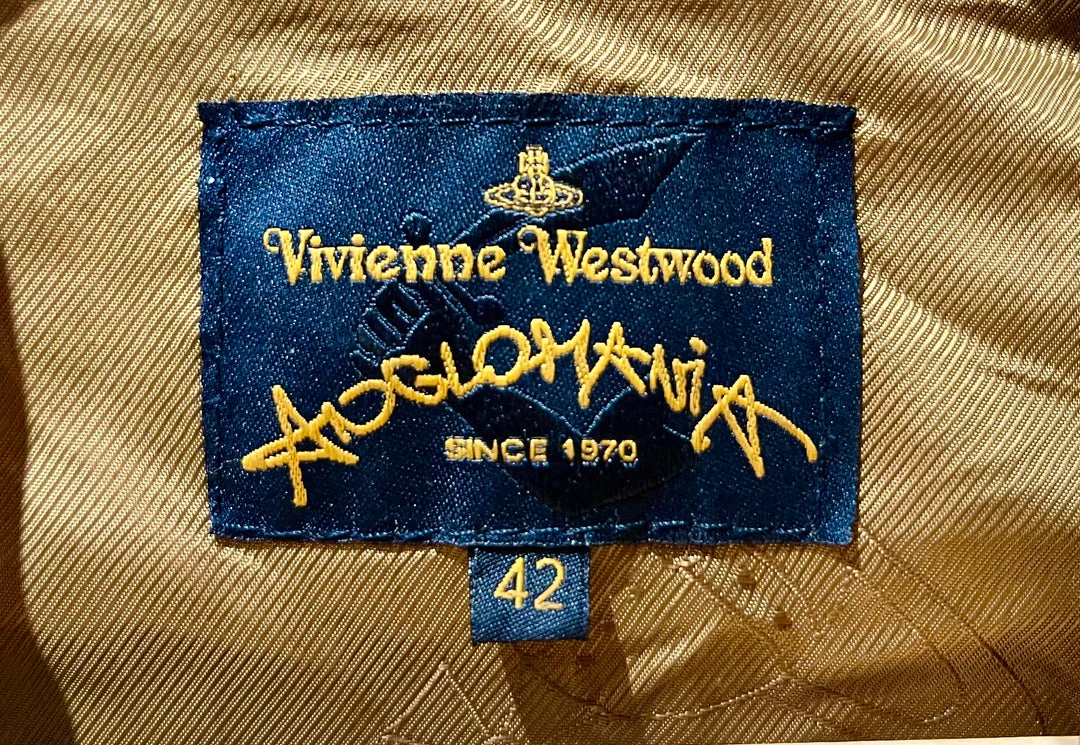 Vivienne Westwood
ANGLOMANiA
SINCE 1970
42